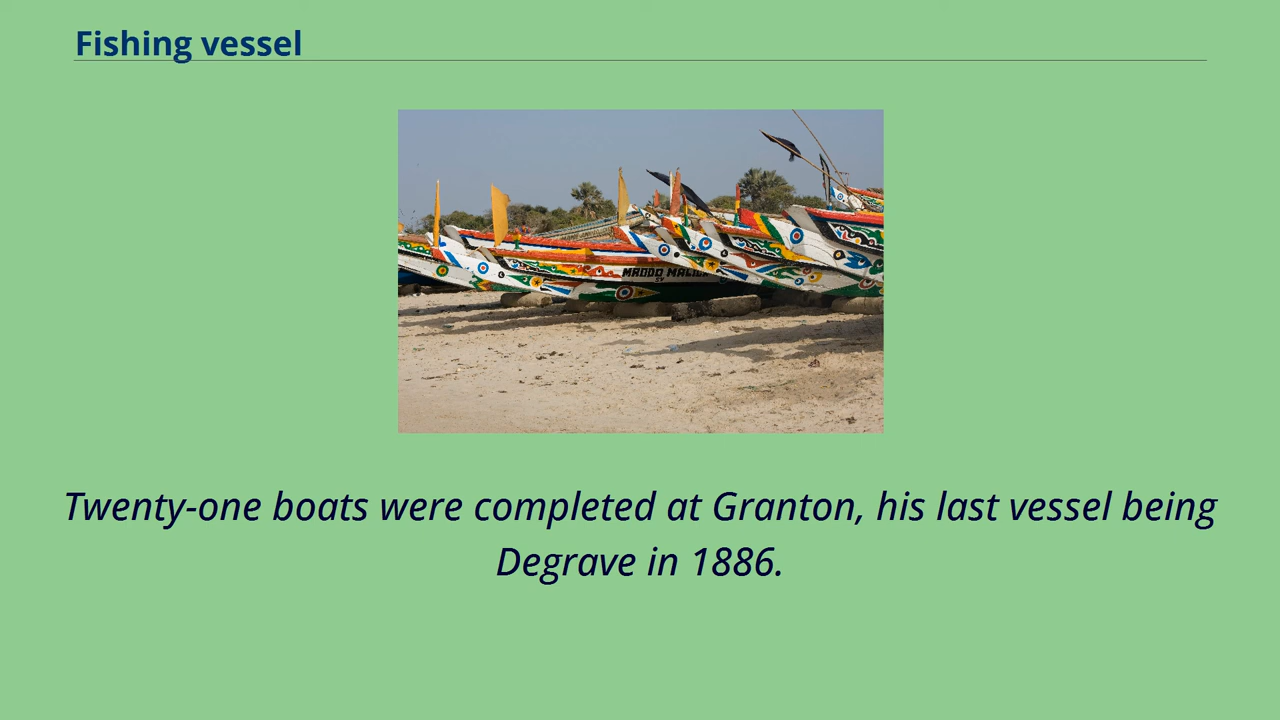 Fishing vessel
Twenty-one boats were completed at Granton, his last vessel being
Degrave in 1886.